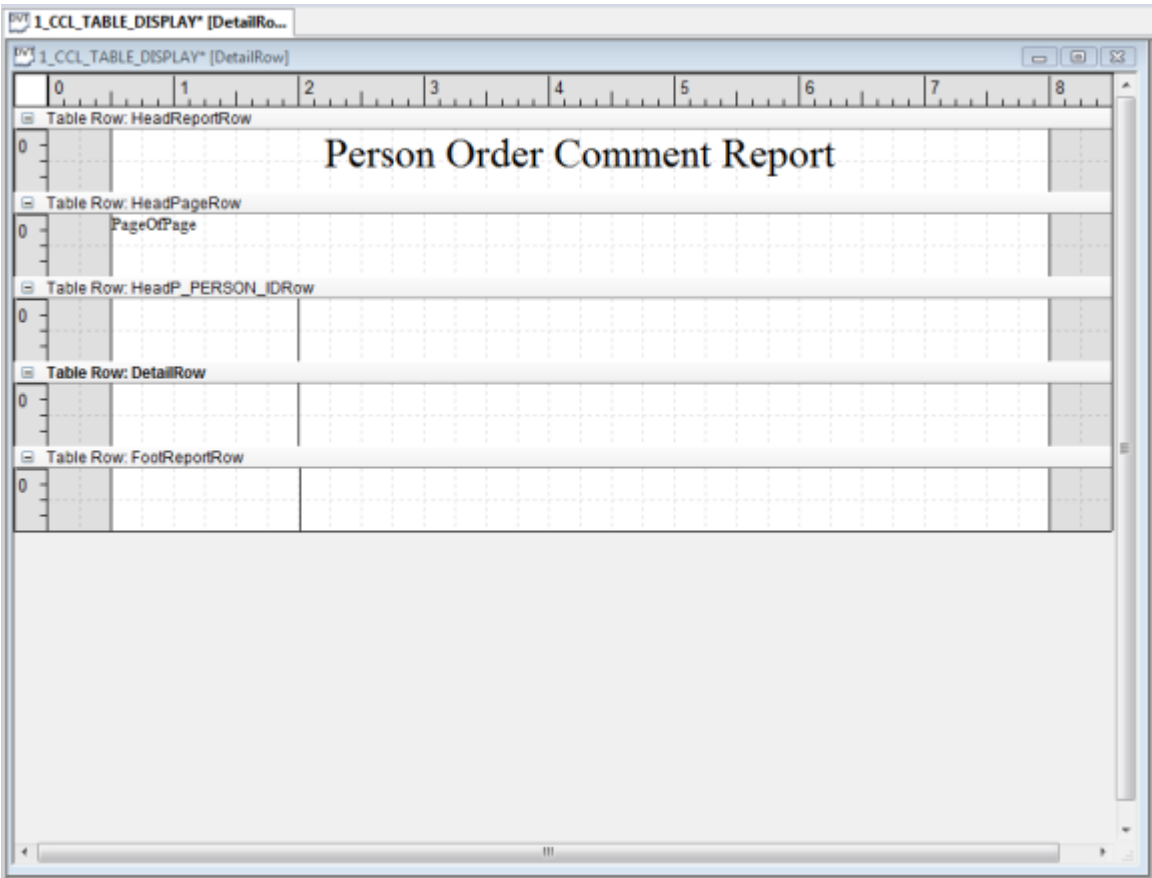 1_CCL_TABLE_DISPLAY* [DetailRo...
1_CCL_TABLE_DISPLAY* [DetailRow]
0 1 2 3 4 5 6 7 8
Table Row: HeadReportRow
0
Person Order Comment Report
Table Row: HeadPageRow
0
PageOfPage
Table Row: HeadP_PERSON_IDRow
0
Table Row: DetailRow
0
Table Row: FootReportRow
0